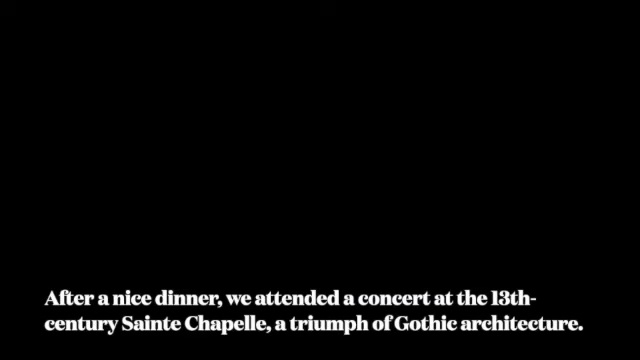 After a nice dinner, we attended a concert at the 13th-
century Sainte Chapelle, a triumph of Gothic architecture.